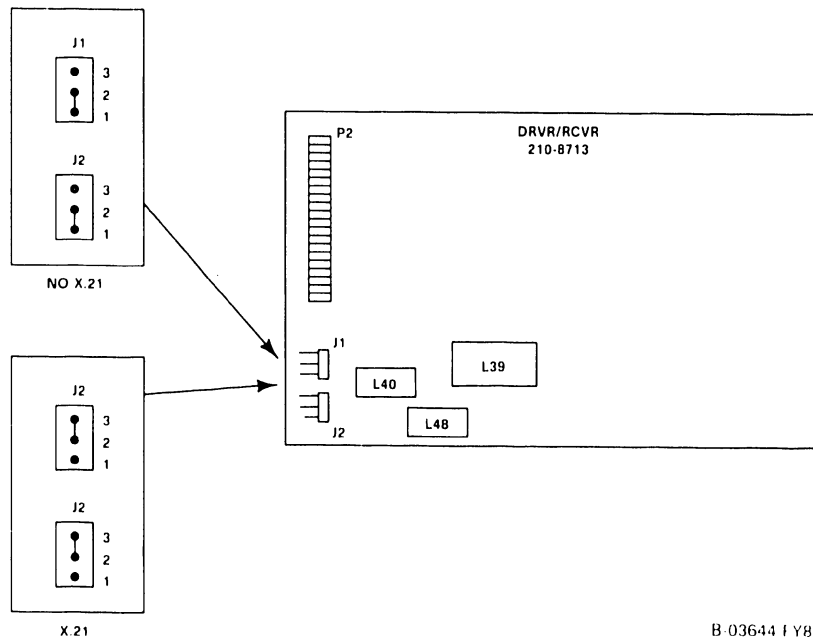 J1
3
2
1
J2
3
2
1
NO X.21
J2
3
2
1
J2
3
2
1
X.21
DRVR/RCVR
210-8713
P2
J1
L40
L39
L48
J2
B-03644 FY8